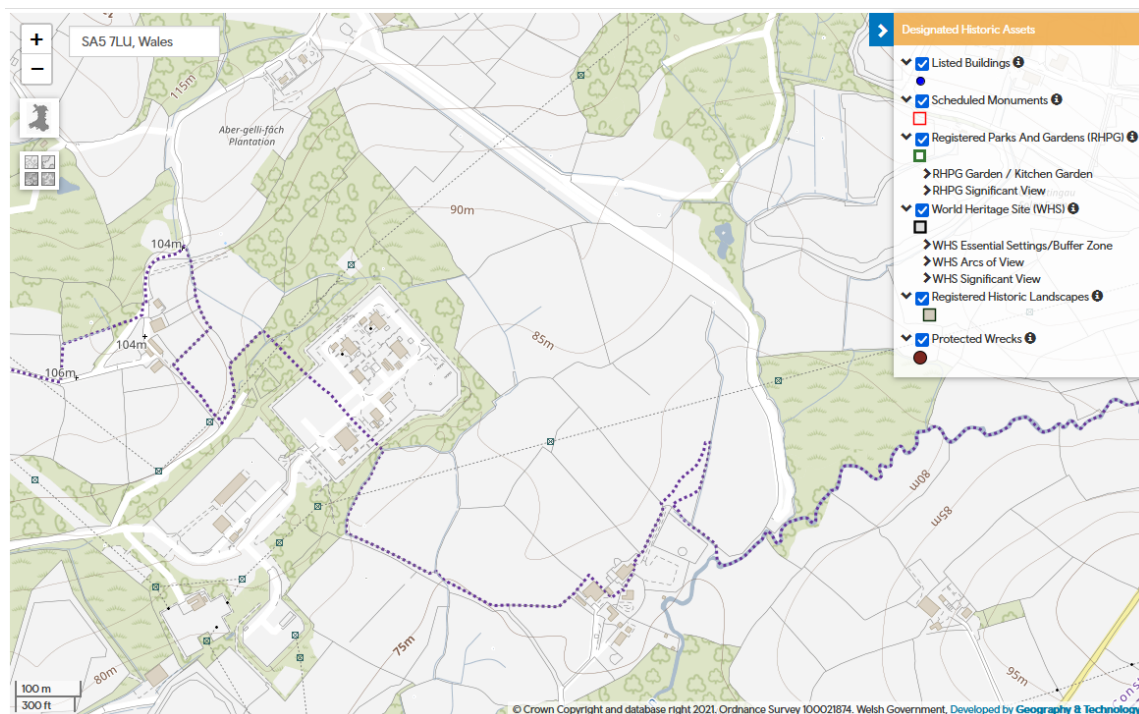 +
−
SA5 7LU, Wales
115m
Aber-gelli-fâch
Plantation
90m
104m
104m
106m
85m
80m
85m
75m
80m
95m
100 m
300 ft
Designated Historic Assets
Listed Buildings
Scheduled Monuments
Registered Parks And Gardens (RHPG)
RHPG Garden / Kitchen Garden
RHPG Significant View
World Heritage Site (WHS)
WHS Essential Settings/Buffer Zone
WHS Arcs of View
WHS Significant View
Registered Historic Landscapes
Protected Wrecks
© Crown Copyright and database right 2021. Ordnance Survey 100021874. Welsh Government, Developed by Geography & Technology